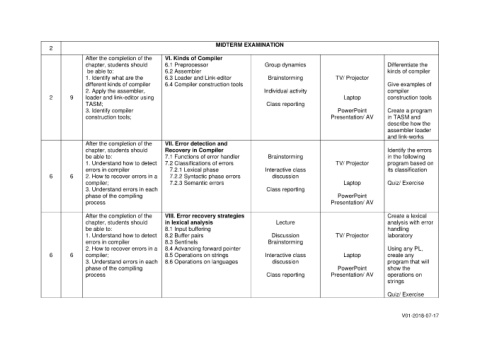 2 MIDTERM EXAMINATION
2 9
After the completion of the
chapter, students should
be able to:
1. Identify what are the
different kinds of compiler
2. Apply the assembler,
loader and link-editor using
TASM;
3. Identify compiler
construction tools;
VI. Kinds of Compiler
6.1 Preprocessor
6.2 Assembler
6.3 Loader and Link-editor
6.4 Compiler construction tools
Group dynamics
Brainstorming
Individual activity
Class reporting
TV/ Projector
Laptop
PowerPoint
Presentation/ AV
Differentiate the
kinds of compiler
Give examples of
compiler
construction tools
Create a program
in TASM and
describe how the
assembler loader
and link works
6 6
After the completion of the
chapter, students should
be able to:
1. Understand how to detect
errors in compiler
2. How to recover errors in a
compiler;
3. Understand errors in each
phase of the compiling
process
VII. Error detection and
Recovery in Compiler
7.1 Functions of error handler
7.2 Classifications of errors
7.2.1 Lexical phase
7.2.2 Syntactic phase errors
7.2.3 Semantic errors
Brainstorming
Interactive class
discussion
Class reporting
TV/ Projector
Laptop
PowerPoint
Presentation/ AV
Identify the errors
in the following
program based on
its classification
Quiz/ Exercise
6 6
After the completion of the
chapter, students should
be able to:
1. Understand how to detect
errors in compiler
2. How to recover errors in a
compiler;
3. Understand errors in each
phase of the compiling
process
VIII. Error recovery strategies
in lexical analysis
8.1 Input buffering
8.2 Buffer pairs
8.3 Sentinels
8.4 Advancing forward pointer
8.5 Operations on strings
8.6 Operations on languages
Lecture
Discussion
Brainstorming
Interactive class
discussion
Class reporting
TV/ Projector
Laptop
PowerPoint
Presentation/ AV
Create a lexical
analysis with error
handling
laboratory
Using any PL,
create any
program that will
show the
operations on
strings
Quiz/ Exercise
V01-2018-07-17